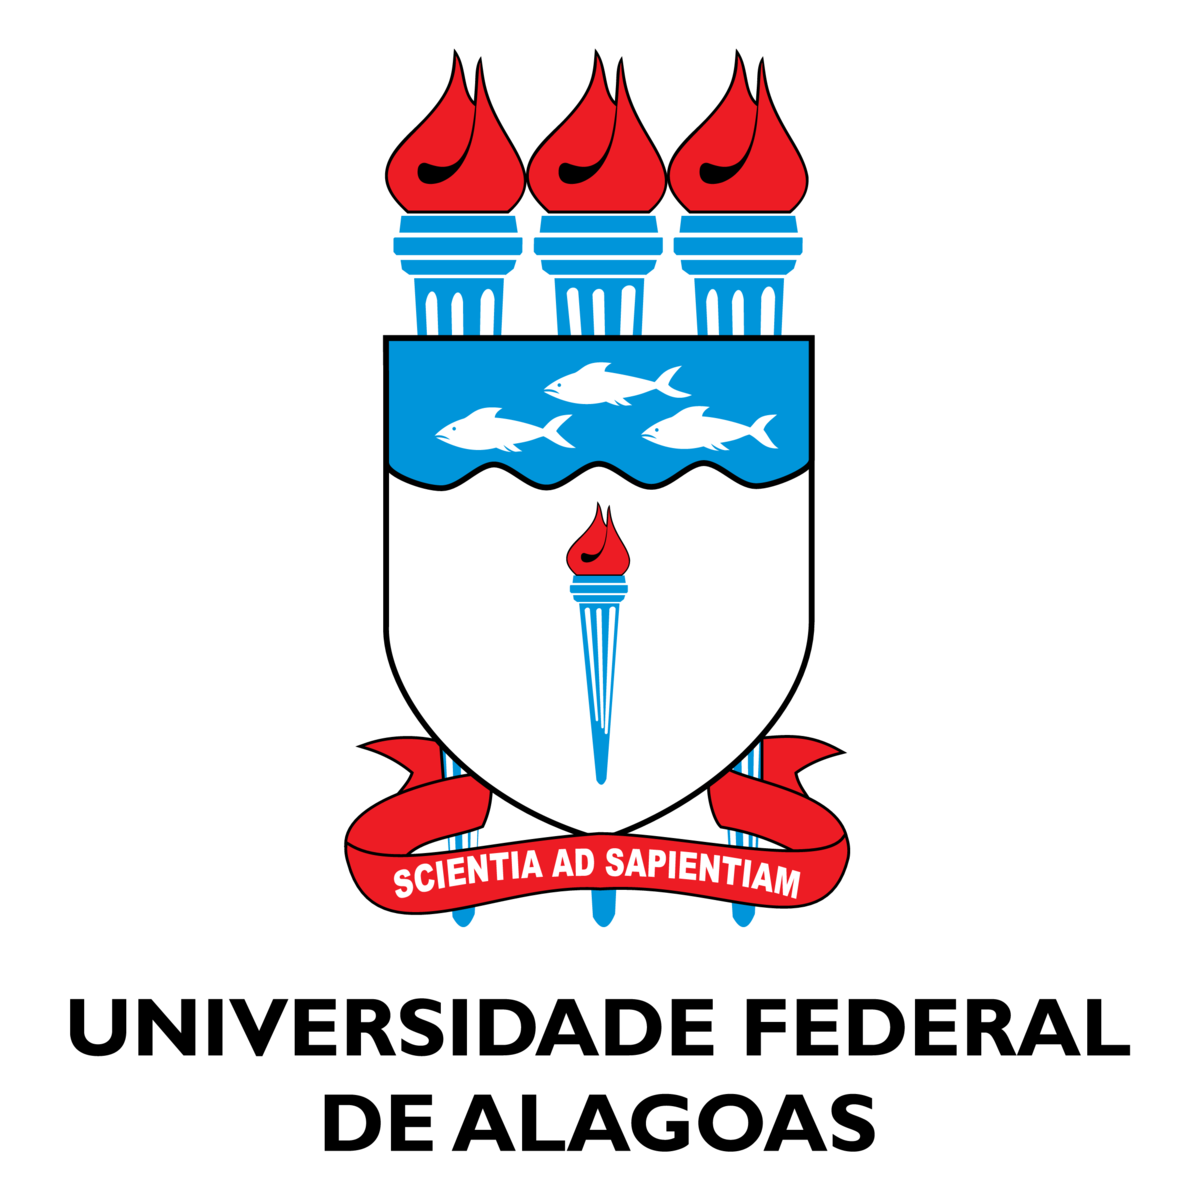 SCIENTIA AD SAPIENTIAM
UNIVERSIDADE FEDERAL
DE ALAGOAS